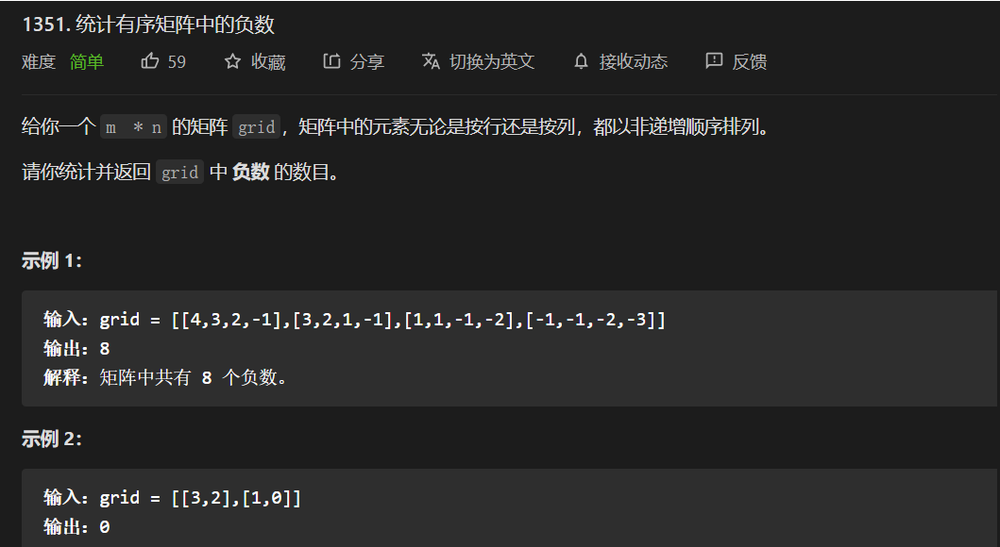 1351. 统计有序矩阵中的负数
难度 简单 59 收藏 分享 切换为英文 接收动态 反馈
给你一个 m * n 的矩阵 grid，矩阵中的元素无论是按行还是按列，都以非递增顺序排列。
请你统计并返回 grid 中 负数 的数目。
示例 1：
输入：grid = [[4,3,2,-1],[3,2,1,-1],[1,1,-1,-2],[-1,-1,-2,-3]]
输出：8
解释：矩阵中共有 8 个负数。
示例 2：
输入：grid = [[3,2],[1,0]]
输出：0